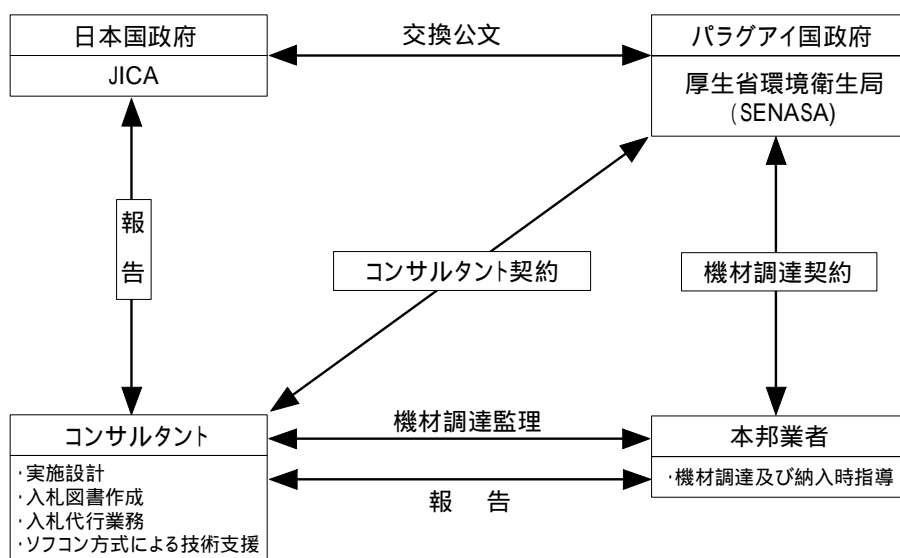 日本国政府
JICA
交換公文
パラグアイ国政府
厚生省環境衛生局
(SENASA)
報
告
コンサルタント契約
機材調達契約
コンサルタント
・実施設計
・入札図書作成
・入札代行業務
・ソフコン方式による技術支援
機材調達監理
報 告
本邦業者
・機材調達及び納入時指導